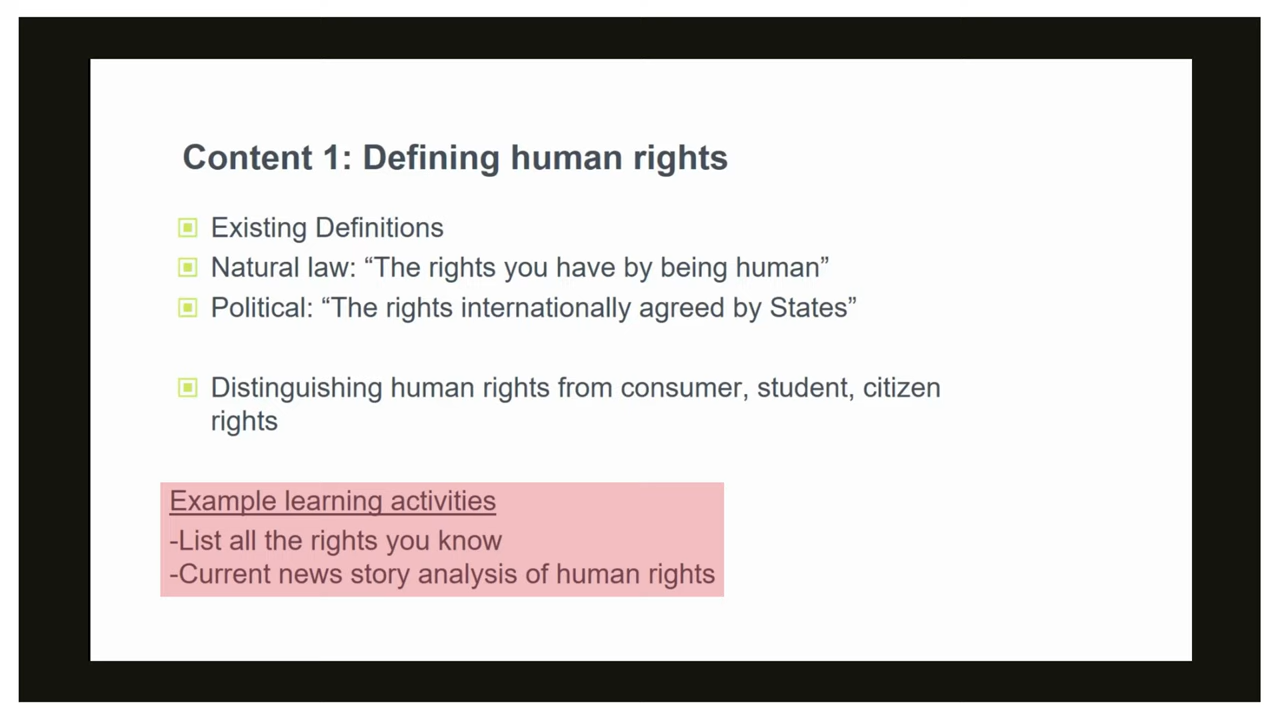 Content 1: Defining human rights
Existing Definitions
Natural law: “The rights you have by being human”
Political: “The rights internationally agreed by States”
Distinguishing human rights from consumer, student, citizen
rights
Example learning activities
-List all the rights you know
-Current news story analysis of human rights